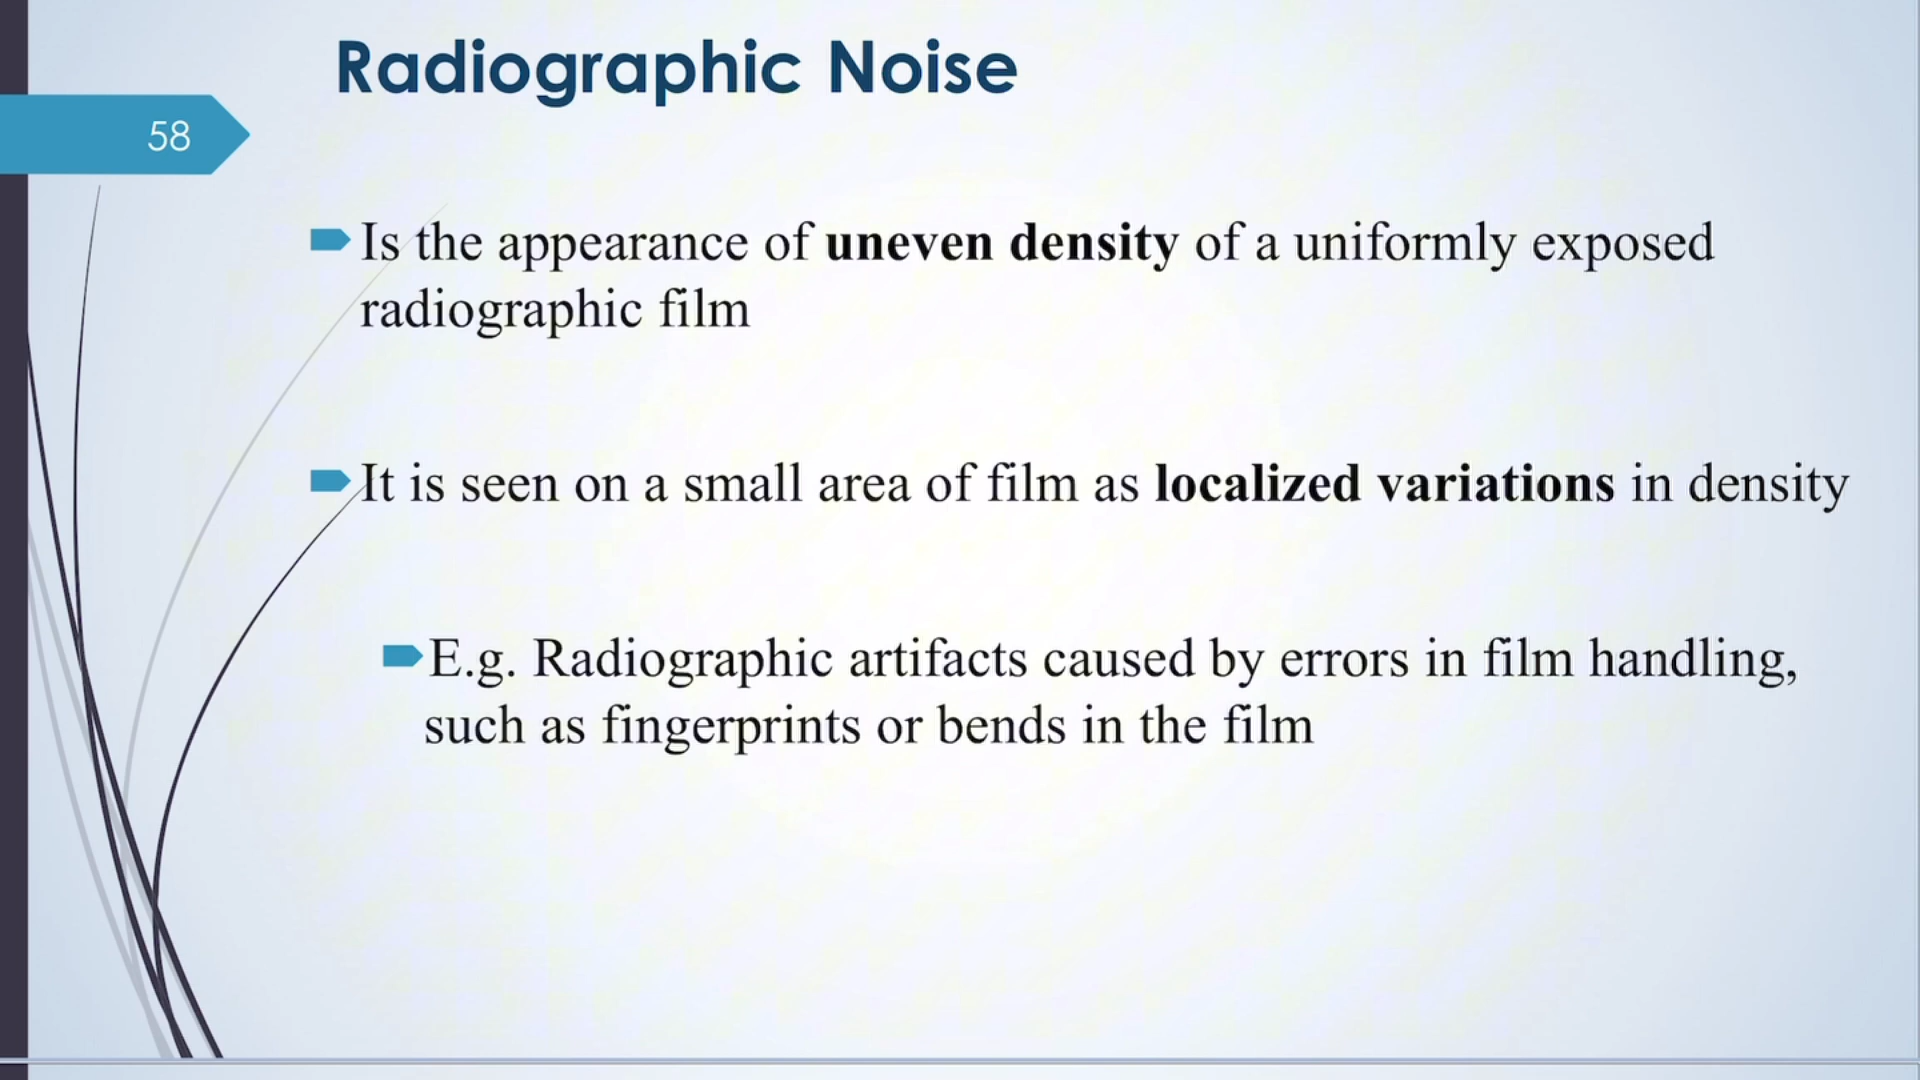 Radiographic Noise
58
Is the appearance of uneven density of a uniformly exposed
radiographic film
It is seen on a small area of film as localized variations in density
E.g. Radiographic artifacts caused by errors in film handling,
such as fingerprints or bends in the film